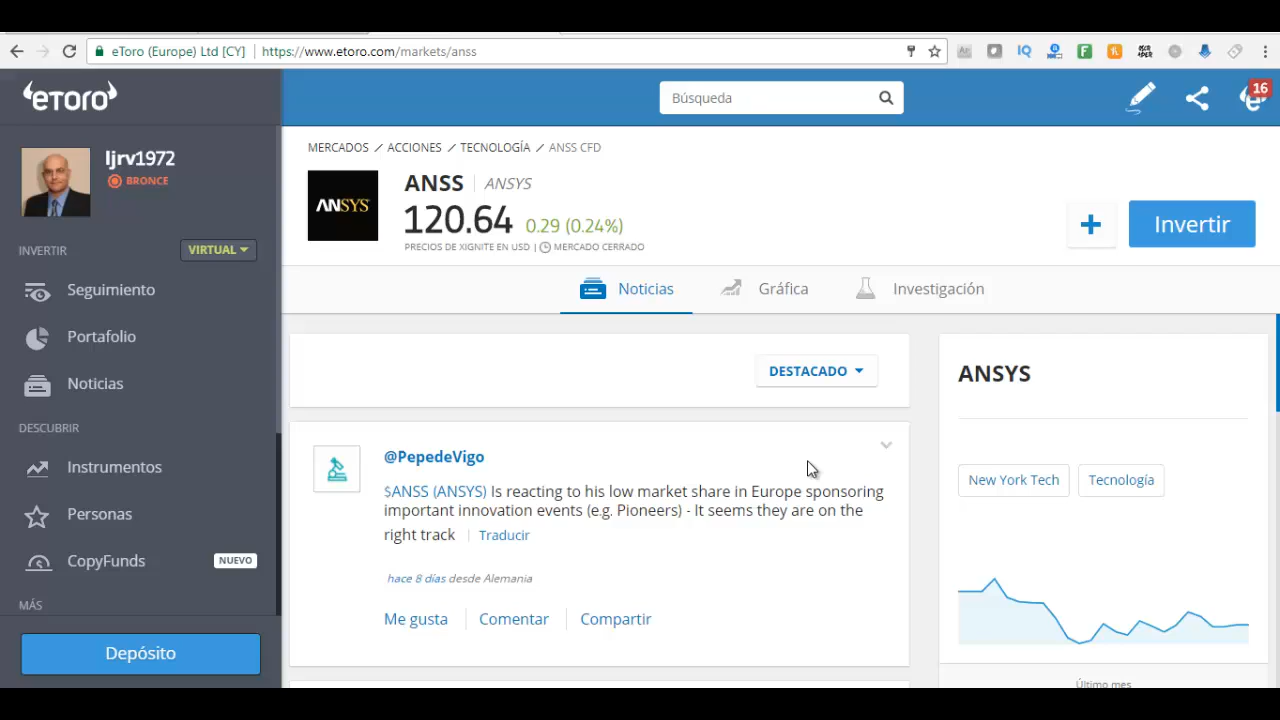 eToro (Europe) Ltd [CY]
https://www.etoro.com/markets/anss
eTORO
Búsqueda
16
ljrv1972
BRONCE
INVERTIR
VIRTUAL
Seguimiento
Portafolio
Noticias
DESCUBRIR
Instrumentos
Personas
CopyFunds
NUEVO
MÁS
Depósito
MERCADOS / ACCIONES / TECNOLOGÍA / ANSS CFD
ANSYS
ANSS
ANSYS
120.64 0.29 (0.24%)
PRECIOS DE XIGNITE EN USD | MERCADO CERRADO
Invertir
Noticias
Gráfica
Investigación
DESTACADO
@PepedeVigo
$ANSS (ANSYS) Is reacting to his low market share in Europe sponsoring
important innovation events (e.g. Pioneers) - It seems they are on the
right track
Traducir
hace 8 días desde Alemania
Me gusta
Comentar
Compartir
ANSYS
New York Tech
Tecnología
Último mes